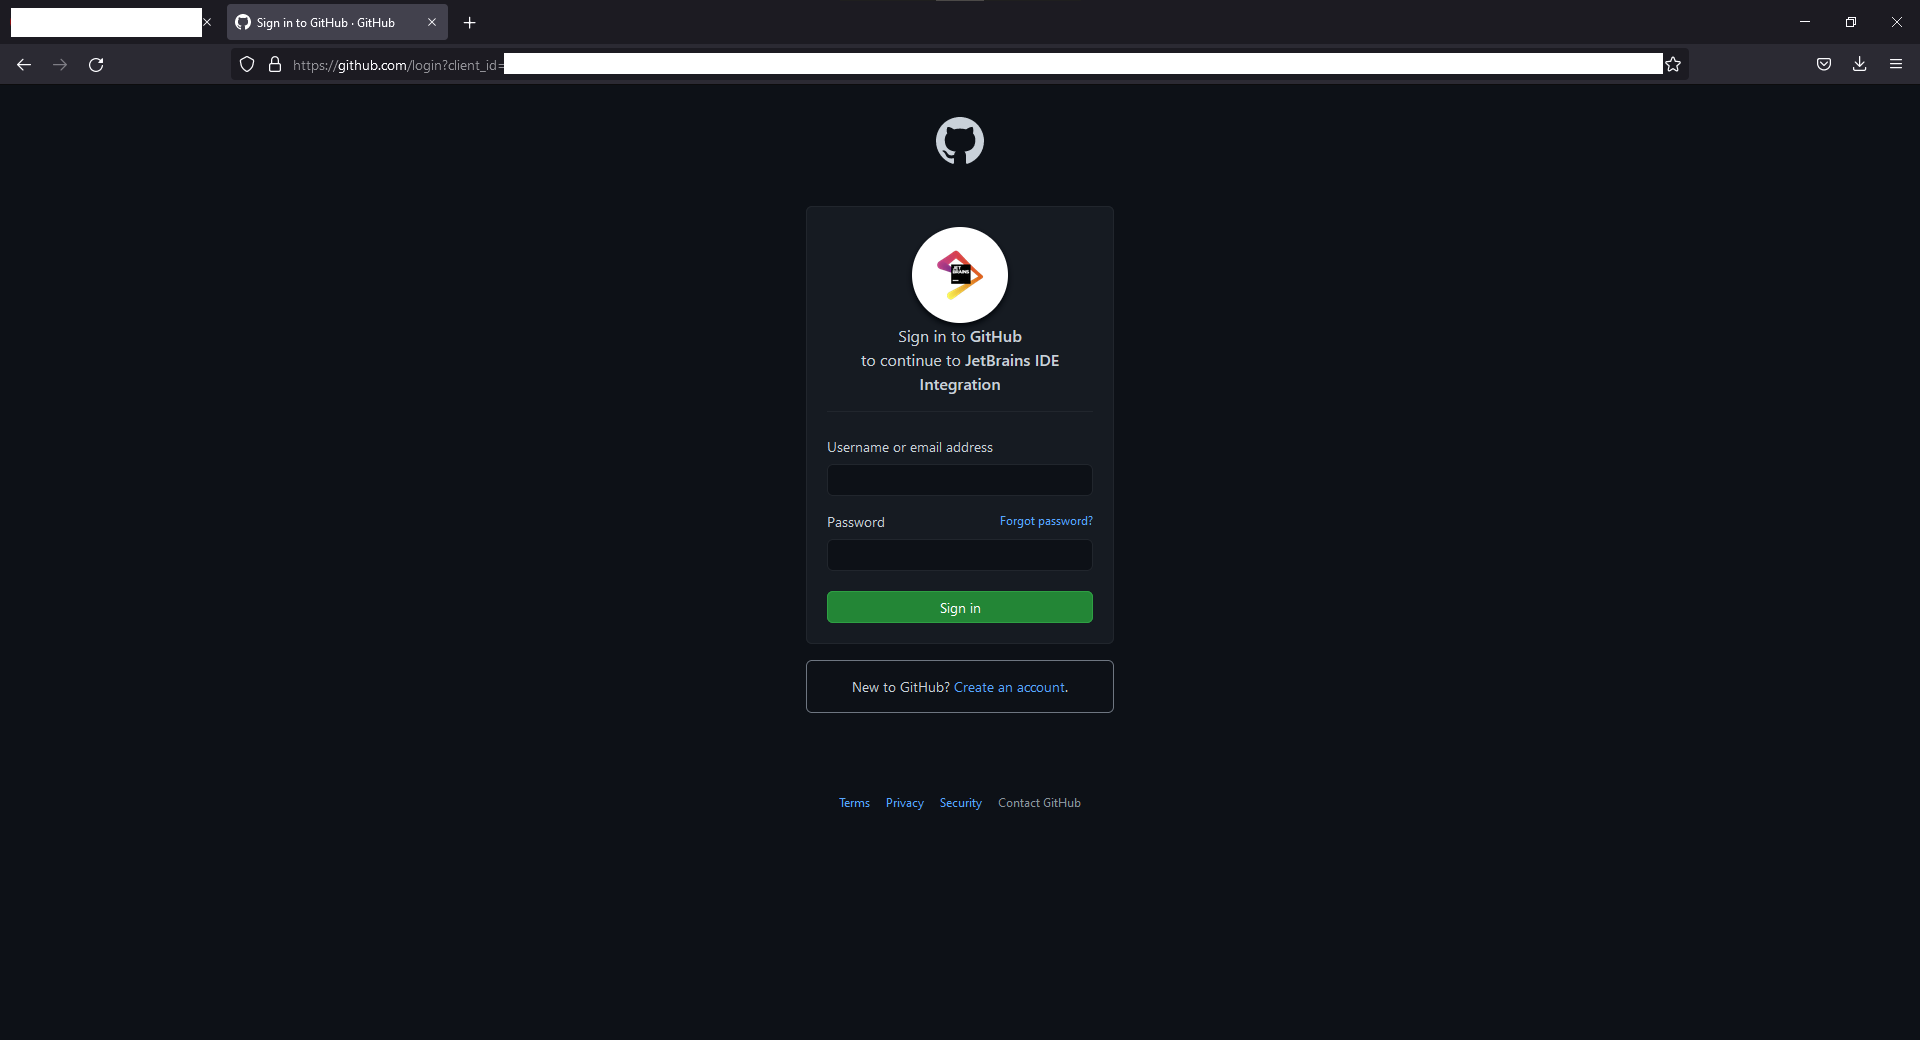 Sign in to GitHub · GitHub
https://github.com/login?client_id=
JET
BRAINS
Sign in to GitHub
to continue to JetBrains IDE
Integration
Username or email address
Password Forgot password?
Sign in
New to GitHub? Create an account.
Terms Privacy Security Contact GitHub